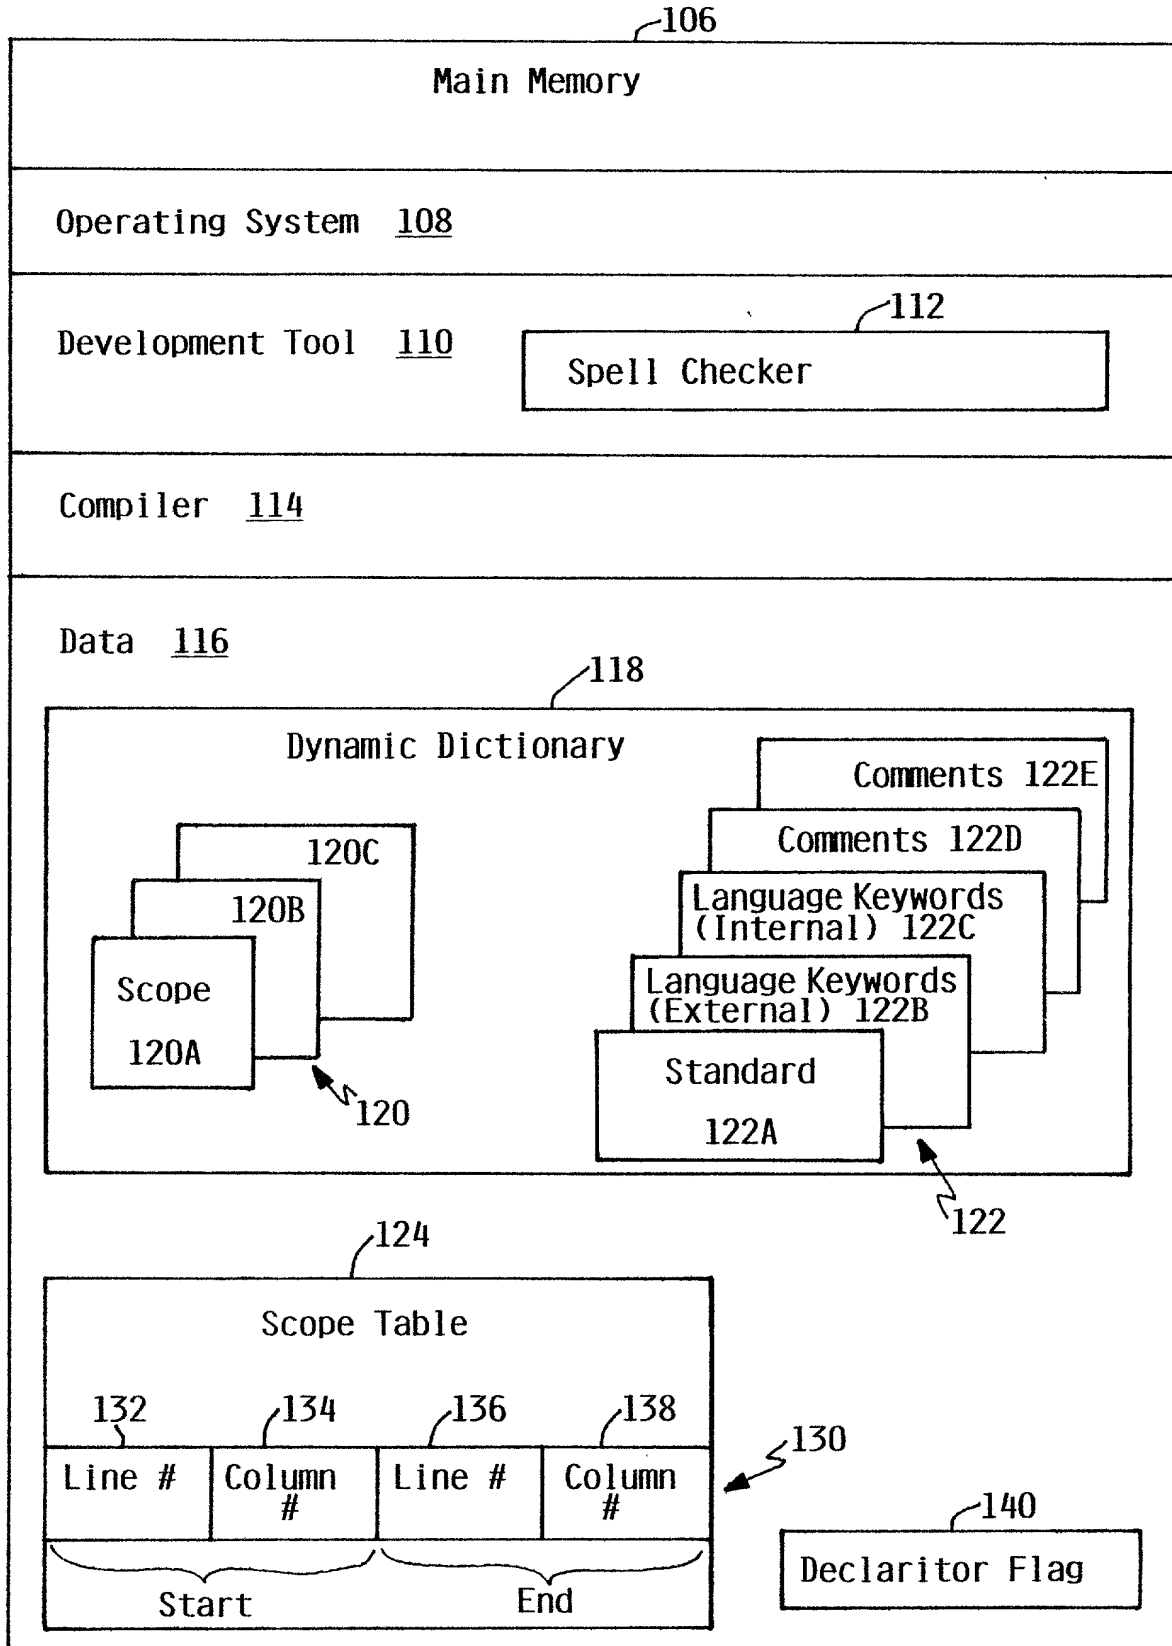 106
Main Memory
Operating System 108
Development Tool 110
112
Spell Checker
Compiler 114
Data 116
118
Dynamic Dictionary
Comments 122E
Comments 122D
Language Keywords
(Internal) 122C
Language Keywords
(External) 122B
Standard
122A
122
120C
120B
Scope
120A
120
124
Scope Table
132
134
136
138
130
Line #
Column
#
Line #
Column
#
Start
End
140
Declaritor Flag